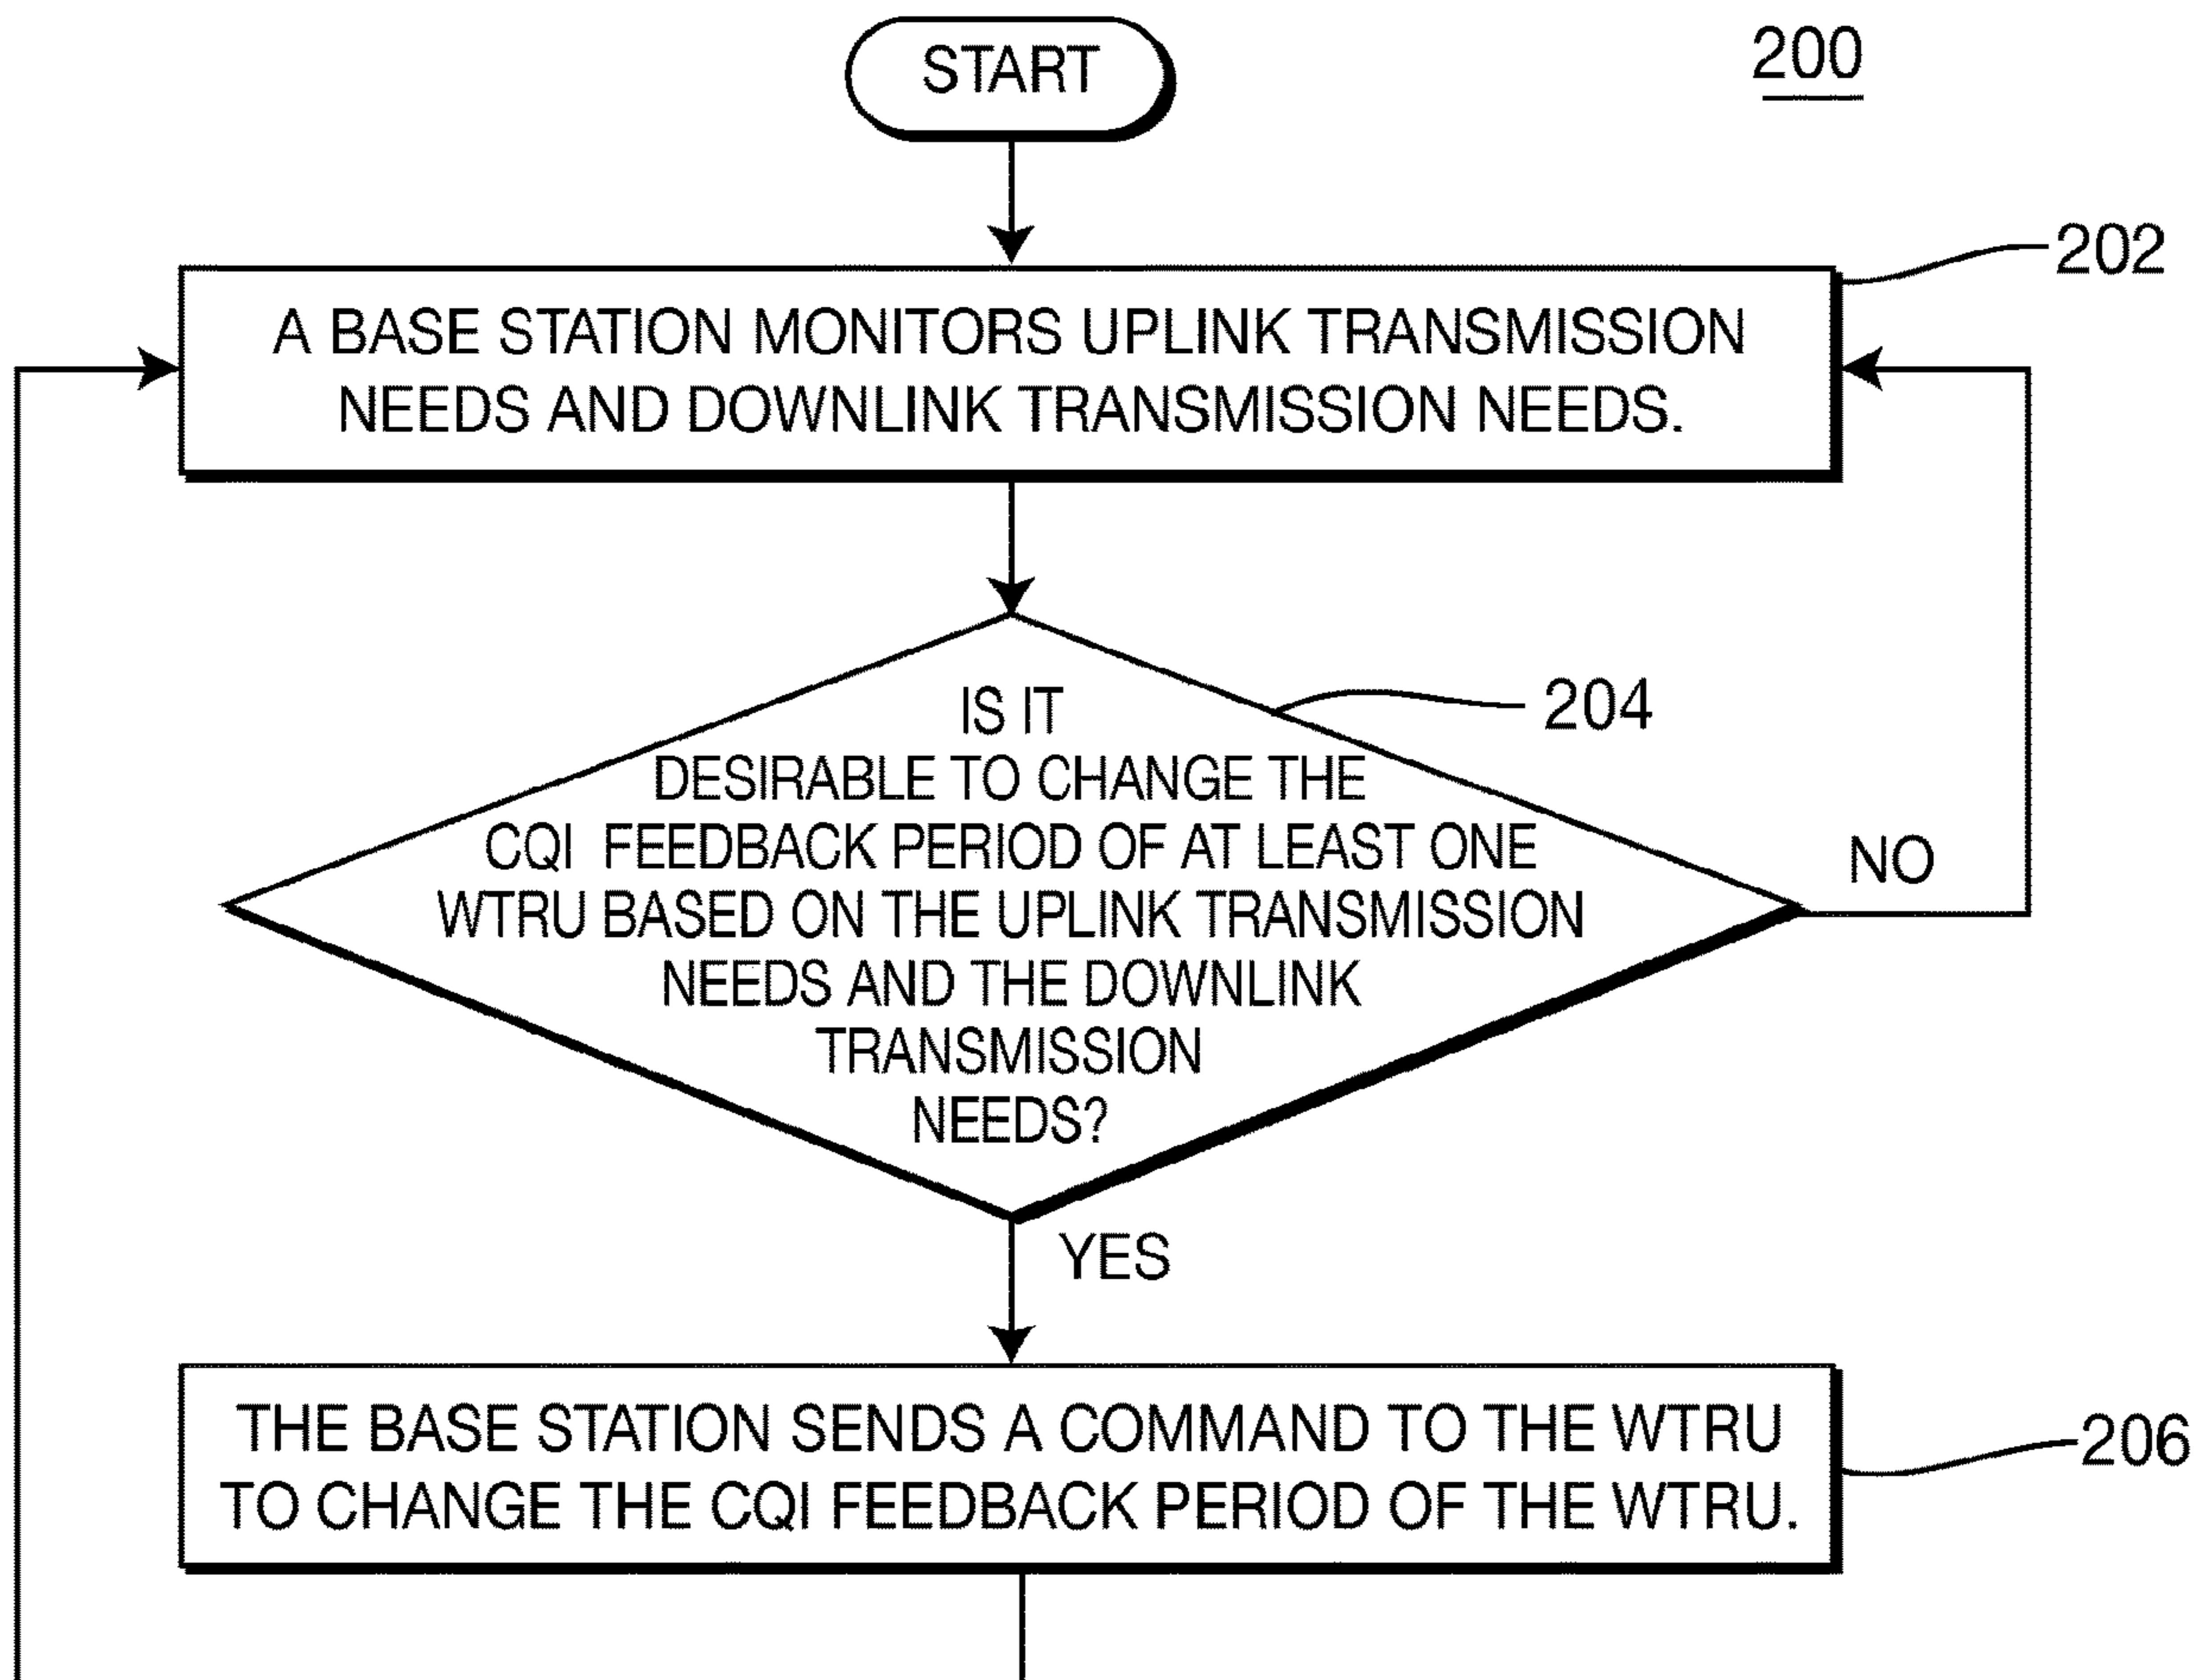 START
200
202
A BASE STATION MONITORS UPLINK TRANSMISSION
NEEDS AND DOWNLINK TRANSMISSION NEEDS.
204
IS IT
DESIRABLE TO CHANGE THE
CQI FEEDBACK PERIOD OF AT LEAST ONE
WTRU BASED ON THE UPLINK TRANSMISSION
NEEDS AND THE DOWNLINK
TRANSMISSION
NEEDS?
NO
YES
THE BASE STATION SENDS A COMMAND TO THE WTRU
TO CHANGE THE CQI FEEDBACK PERIOD OF THE WTRU.
206